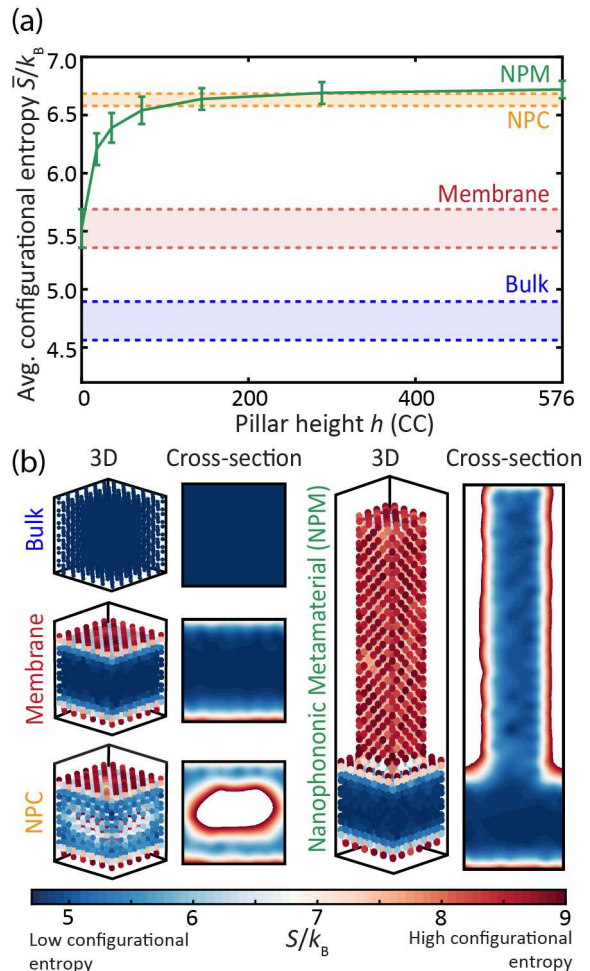 (a)
Avg. configurational entropy S̄/kB
7.0
6.5
6.0
5.5
5.0
4.5
NPM
NPC
Membrane
Bulk
0
200
400
576
Pillar height h (CC)
(b)
3D
Cross-section
3D
Cross-section
Bulk
Membrane
NPC
Nanophononic Metamaterial (NPM)
5
6
7
8
9
Low configurational
entropy
S/kB
High configurational
entropy